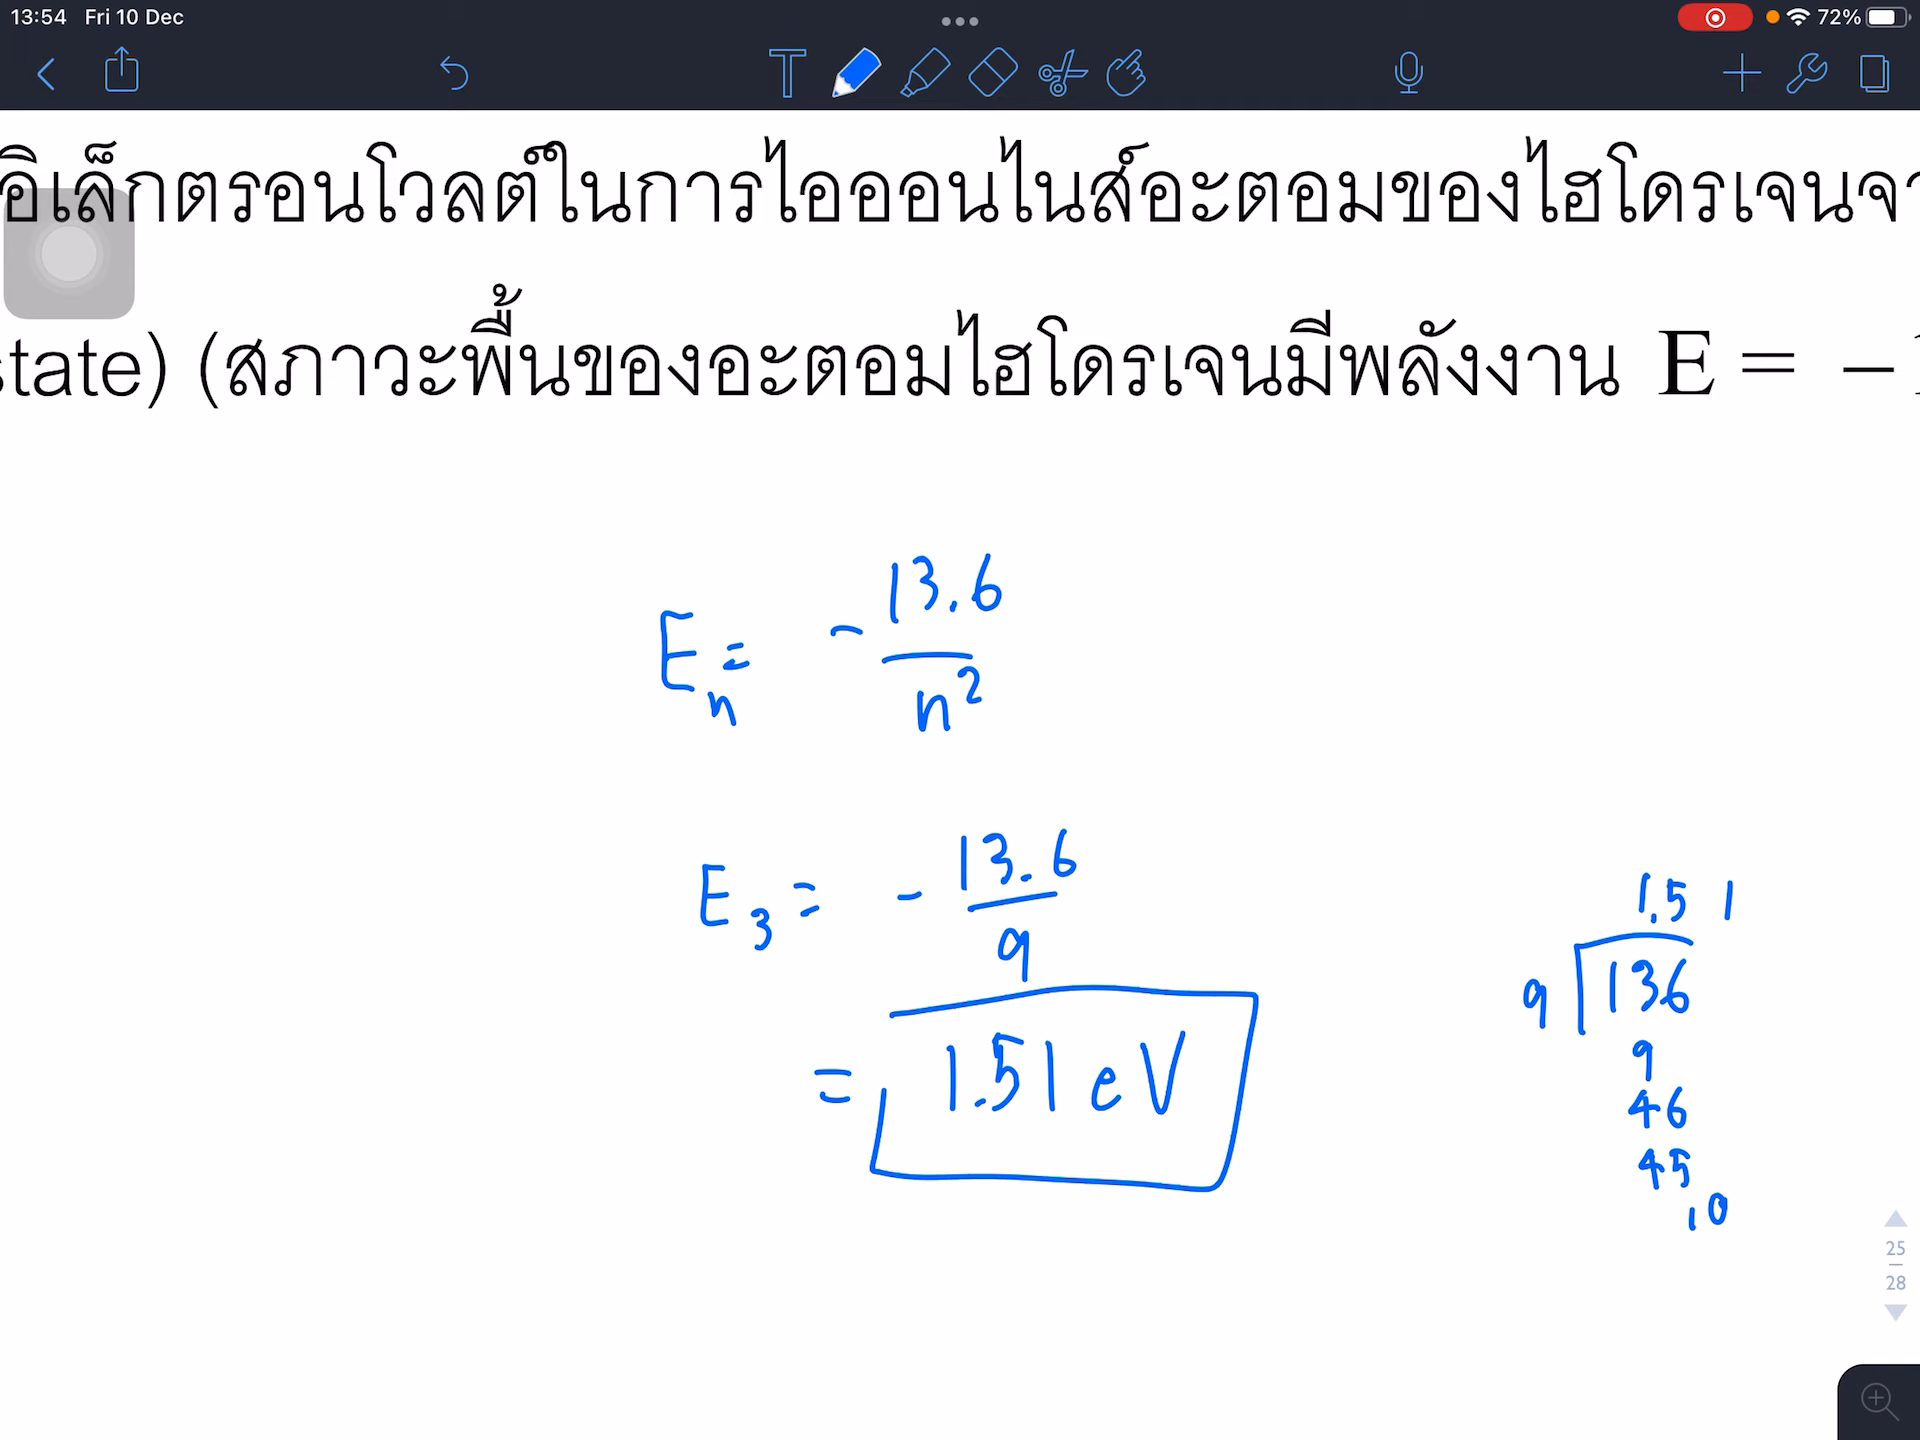 13:54 Fri 10 Dec
72%
อิเล็กตรอนโวลต์ในการไอออนไนส์อะตอมของไฮโดรเจนจา
state) (สภาวะพื้นของอะตอมไฮโดรเจนมีพลังงาน E = −1
En = - 13.6 / n²
E3 = - 13.6 / 9
= 1.51 eV
1.5 1
9 136
9
46
45
10
25
28